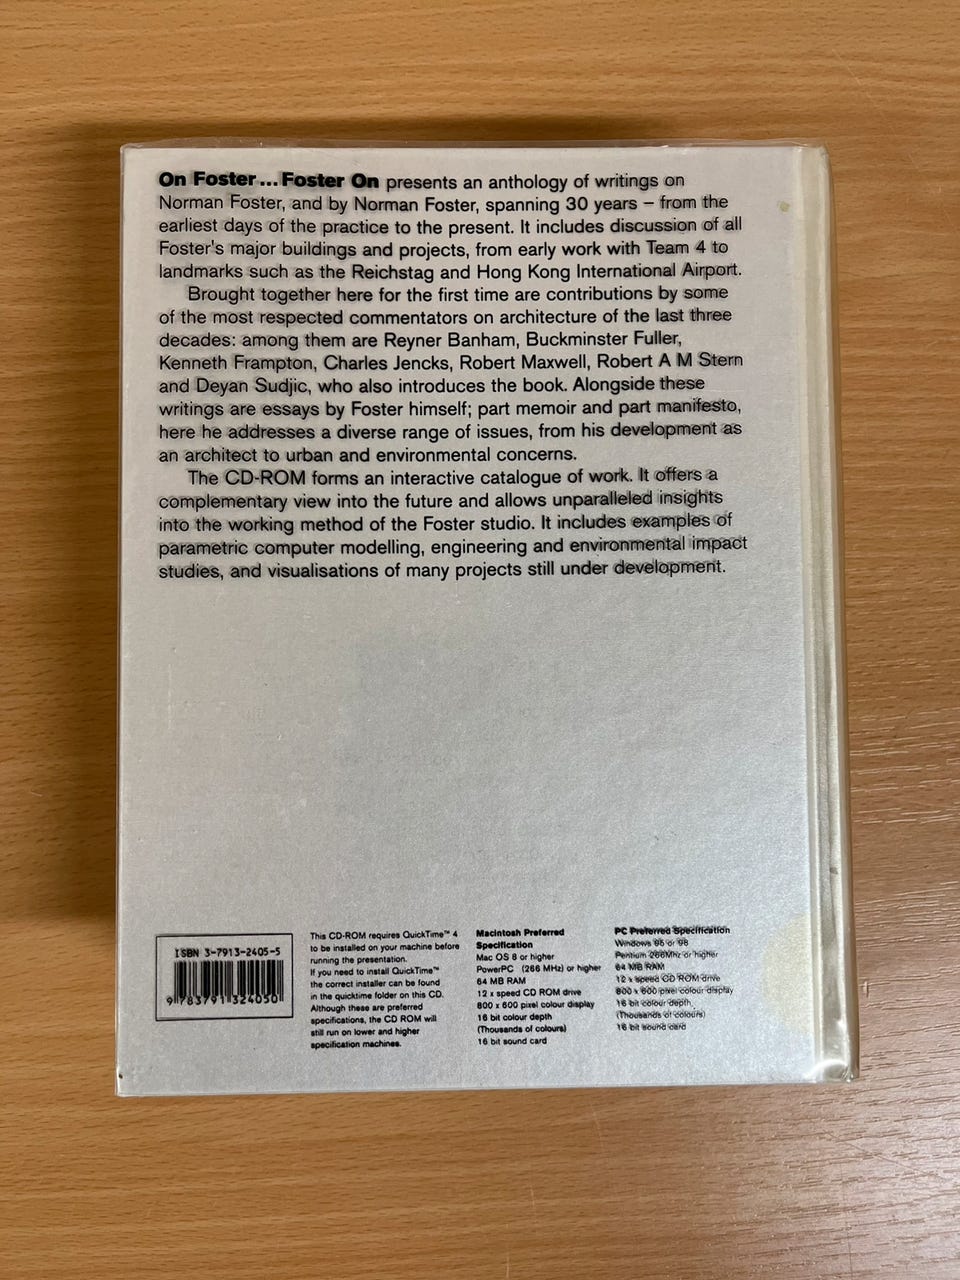 On Foster... Foster On presents an anthology of writings on
Norman Foster, and by Norman Foster, spanning 30 years – from the
earliest days of the practice to the present. It includes discussion of all
Foster's major buildings and projects, from early work with Team 4 to
landmarks such as the Reichstag and Hong Kong International Airport.
Brought together here for the first time are contributions by some
of the most respected commentators on architecture of the last three
decades: among them are Reyner Banham, Buckminster Fuller,
Kenneth Frampton, Charles Jencks, Robert Maxwell, Robert A M Stern
and Deyan Sudjic, who also introduces the book. Alongside these
writings are essays by Foster himself; part memoir and part manifesto,
here he addresses a diverse range of issues, from his development as
an architect to urban and environmental concerns.
The CD-ROM forms an interactive catalogue of work. It offers a
complementary view into the future and allows unparalleled insights
into the working method of the Foster studio. It includes examples of
parametric computer modelling, engineering and environmental impact
studies, and visualisations of many projects still under development.
ISBN 3-7913-2405-5
9 783791 324050
This CD-ROM requires QuickTime™ 4
to be installed on your machine before
running the presentation.
If you need to install QuickTime™
the correct installer can be found
in the quicktime folder on this CD.
Although these are preferred
specifications, the CD ROM will
still run on lower and higher
specification machines.
Macintosh Preferred
Specification
Mac OS 8 or higher
PowerPC (266 MHz) or higher
64 MB RAM
12 x speed CD ROM drive
800 x 600 pixel colour display
16 bit colour depth
(Thousands of colours)
16 bit sound card
PC Preferred Specification
Windows 95 or 98
Pentium 266Mhz or higher
64 MB RAM
12 x speed CD ROM drive
800 x 600 pixel colour display
16 bit colour depth
(Thousands of colours)
16 bit sound card